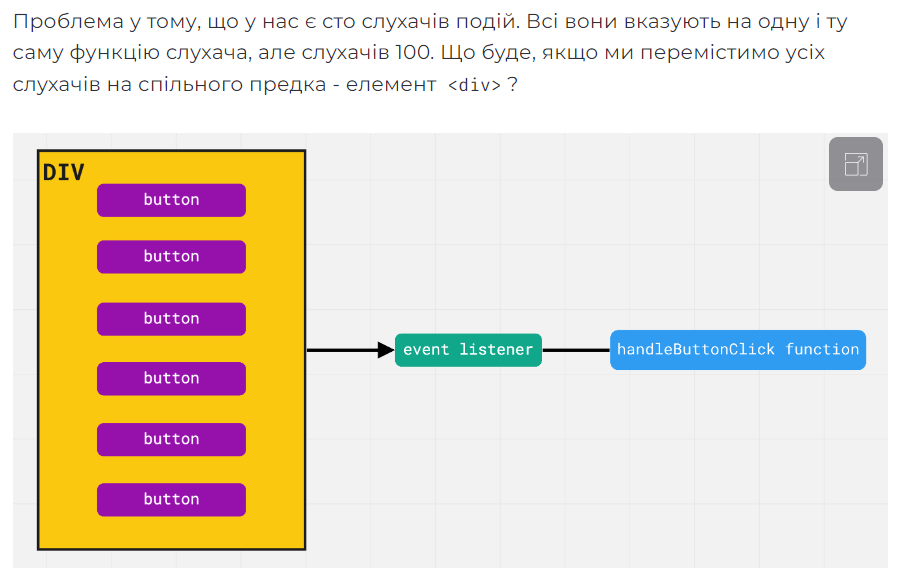 Проблема у тому, що у нас є сто слухачів подій. Всі вони вказують на одну і ту
саму функцію слухача, але слухачів 100. Що буде, якщо ми перемістимо усіх
слухачів на спільного предка - елемент <div> ?
DIV
button
button
button
button
button
button
event listener
handleButtonClick function